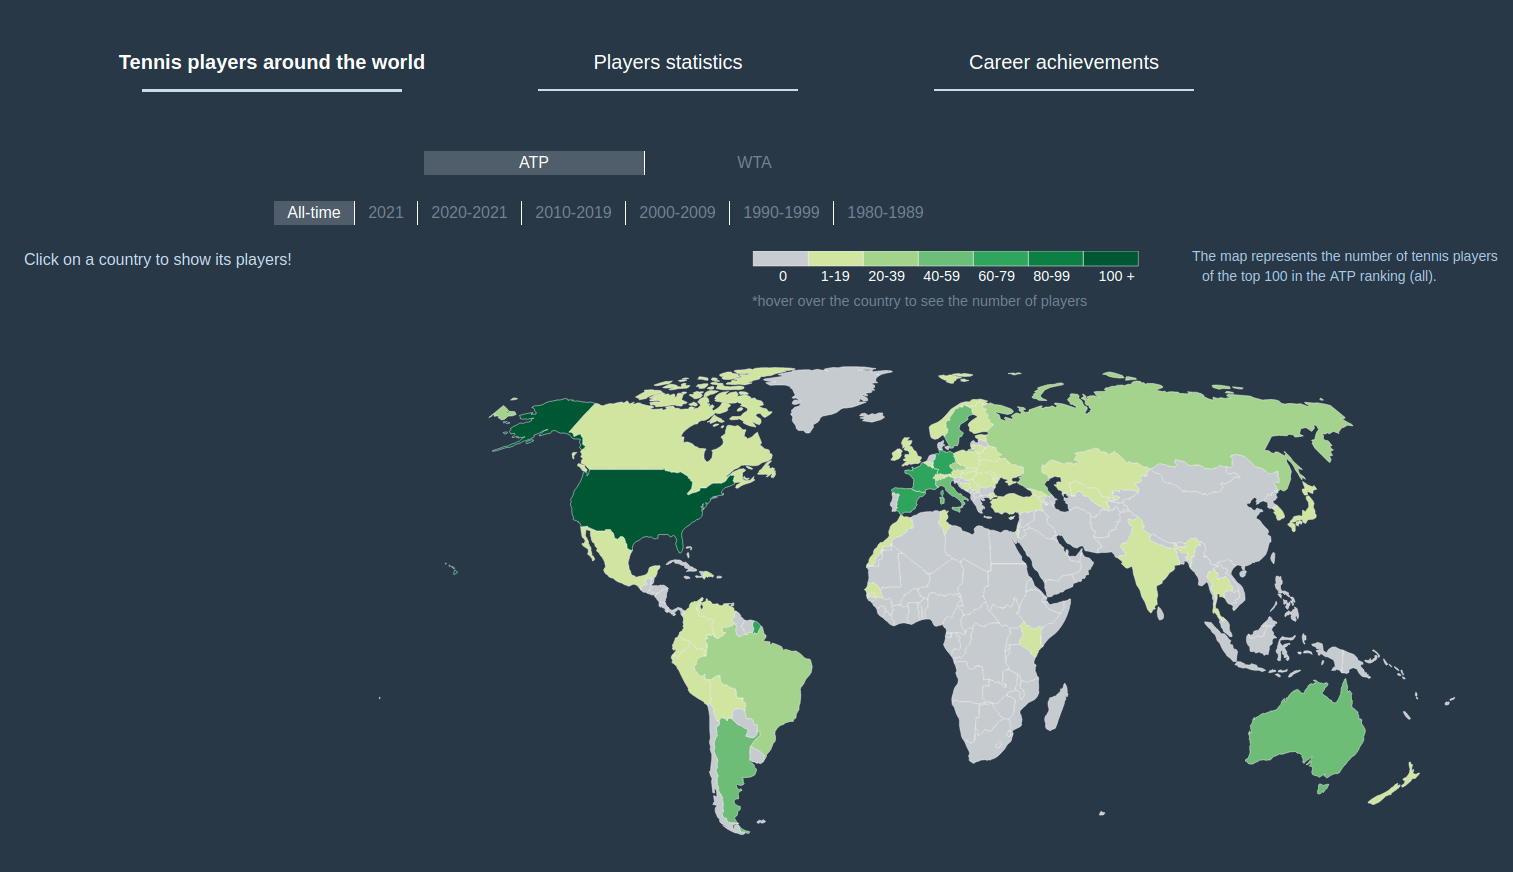 Tennis players around the world
Players statistics
Career achievements
ATP
WTA
All-time
2021
2020-2021
2010-2019
2000-2009
1990-1999
1980-1989
Click on a country to show its players!
0
1-19
20-39
40-59
60-79
80-99
100 +
*hover over the country to see the number of players
The map represents the number of tennis players
of the top 100 in the ATP ranking (all).